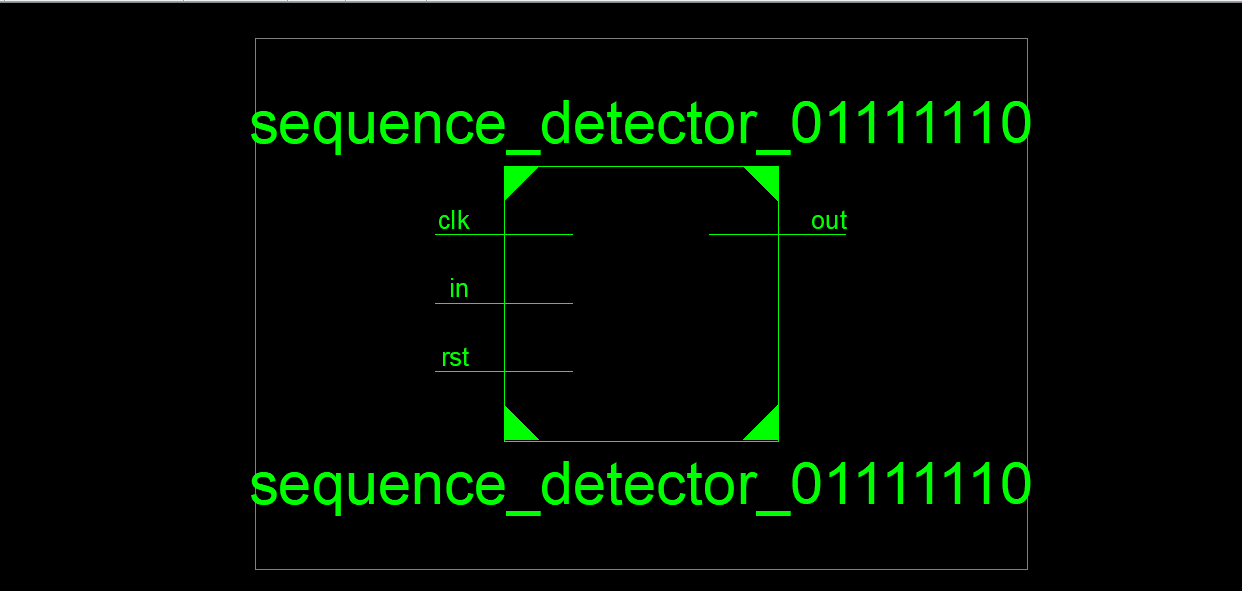 sequence_detector_01111110
clk
out
in
rst
sequence_detector_01111110